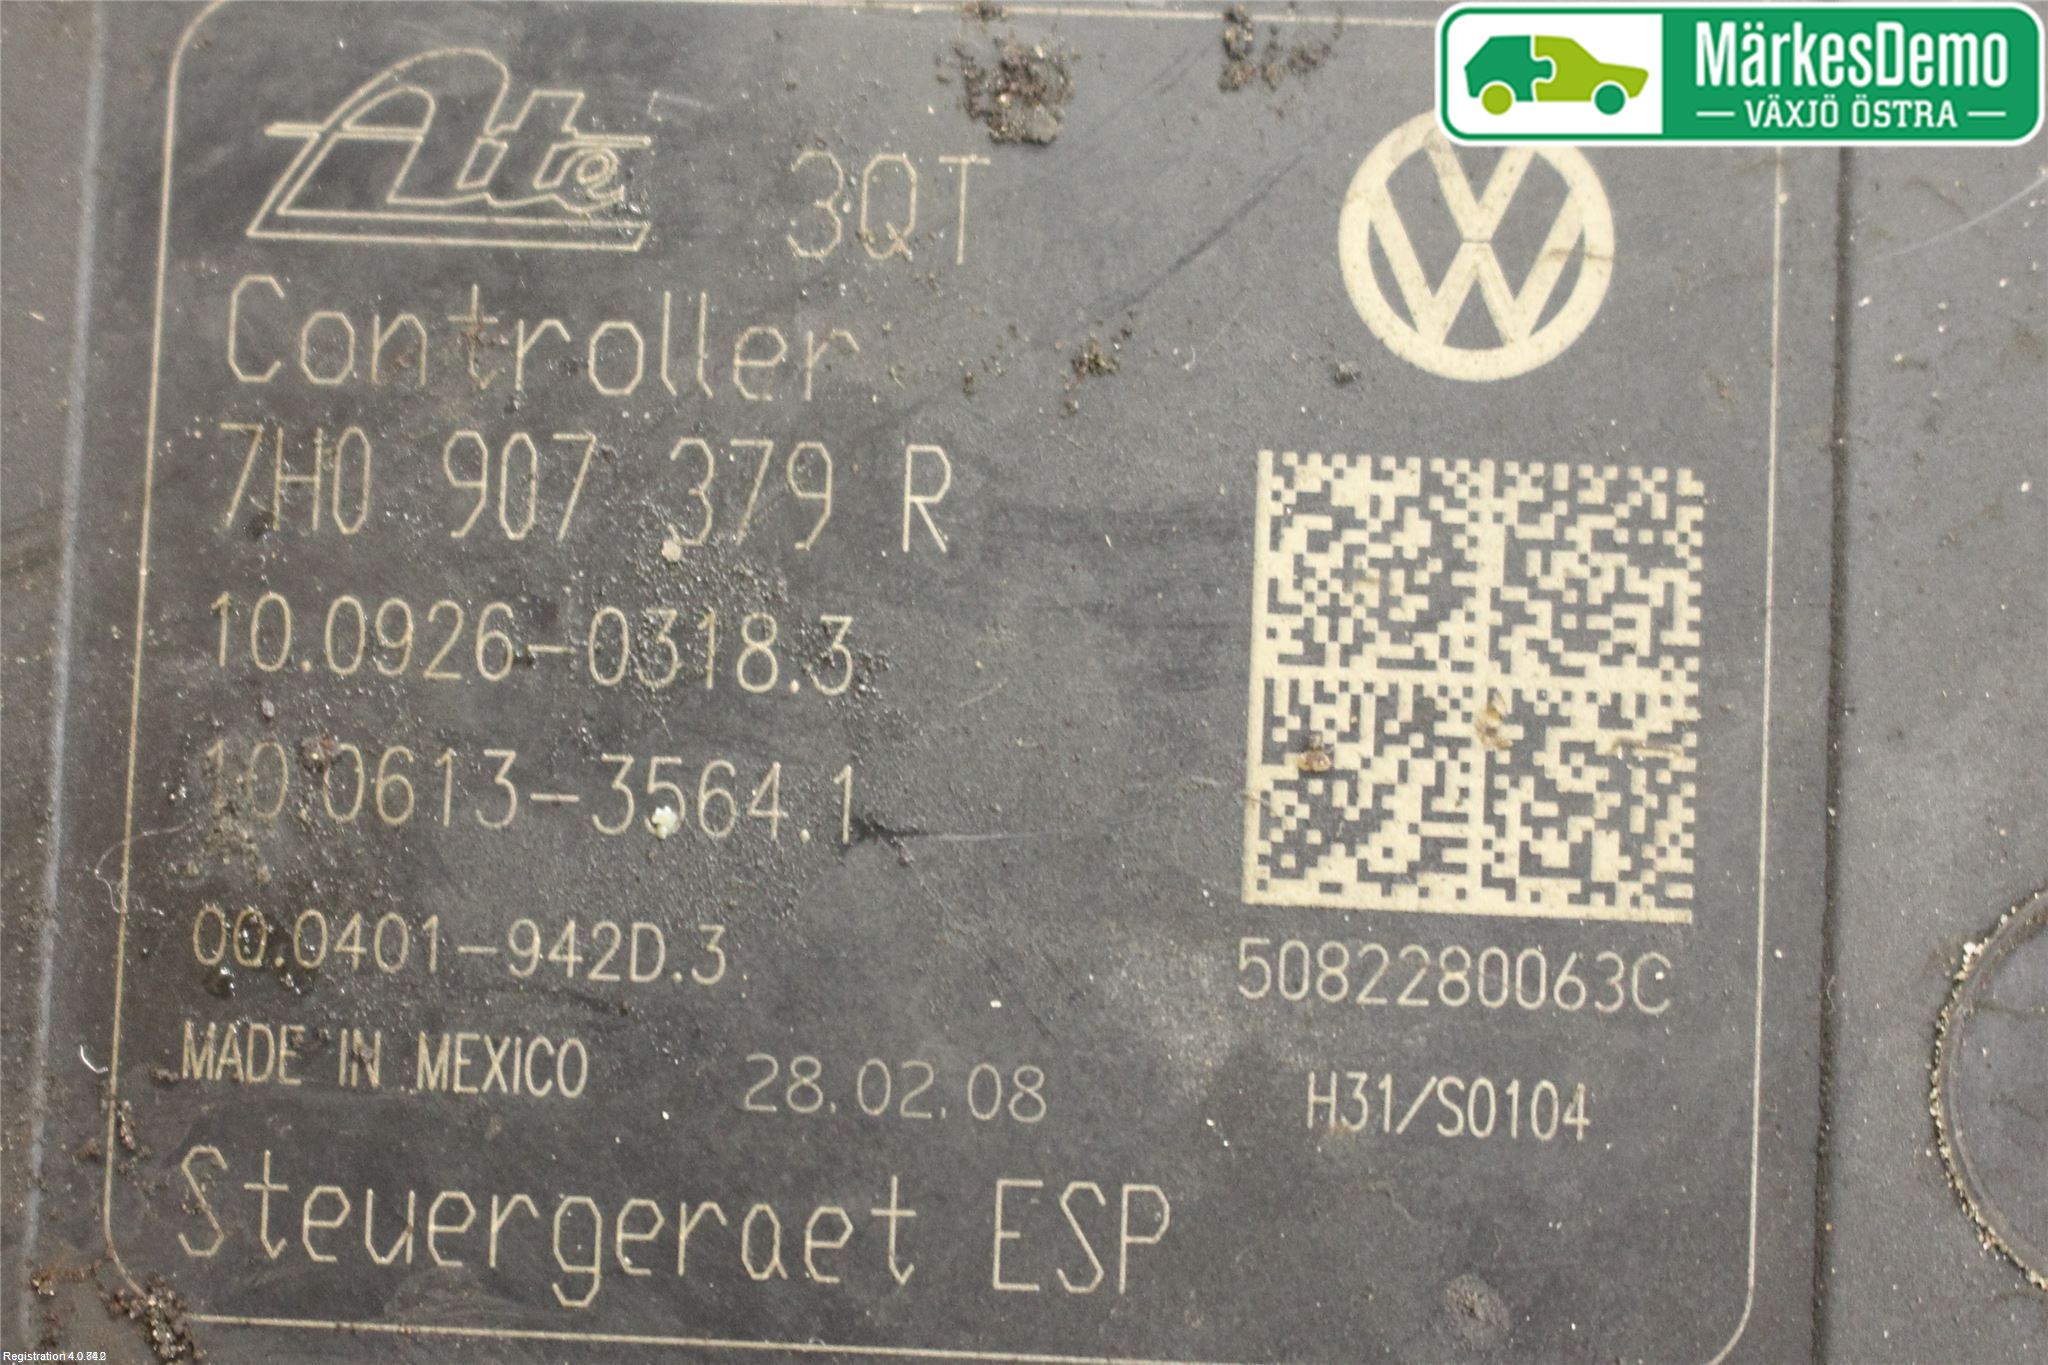 MärkesDemo
VÄXJÖ ÖSTRA
Ate 3QT
Controller
7H0 907 379 R
10.0926-0318.3
10.0613-3564.1
00.0401-942D.3
5082280063C
MADE IN MEXICO 28.02.08
H31/S0104
Steuergeraet ESP